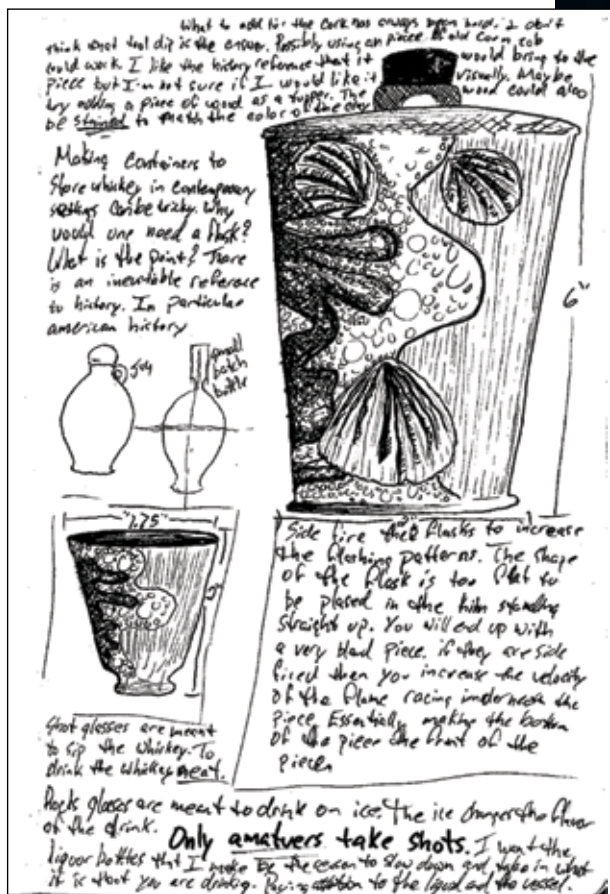 What to add for the cork has always been hard. I don't
think that tool dip is the answer. Possibly using an piece of old corn cob
could work. I like the history reference that it would bring to the
piece but I'm not sure if I would like it visually. Maybe
try adding a piece of wood as a topper. The wood could also
be stained to match the color of the clay
Making containers to
store whiskey in contemporary
settings can be tricky. Why
would one need a flask?
What is the point? There
is an inevitable reference
to history. In particular
american history
jug
small
batch
bottle
6"
1.75"
Side fire the flasks to increase
the flashing patterns. The shape
of the flask is too flat to
be placed in the kiln standing
straight up. You will end up with
a very bland piece. if they are side
fired then you increase the velocity
of the flame racing underneath the
piece. Essentially making the bottom
of the piece the front of the
piece.
Shot glasses are meant
to sip the whiskey. To
drink the whiskey neat.
Rocks glasses are meant to drink on ice. The ice changes the flavor
of the drink.
Only amatuers take shots. I want the
liquor bottles that I make be the reason to slow down and take in what
it is that you are drinking. Paying attention to the liquid and the vessel.